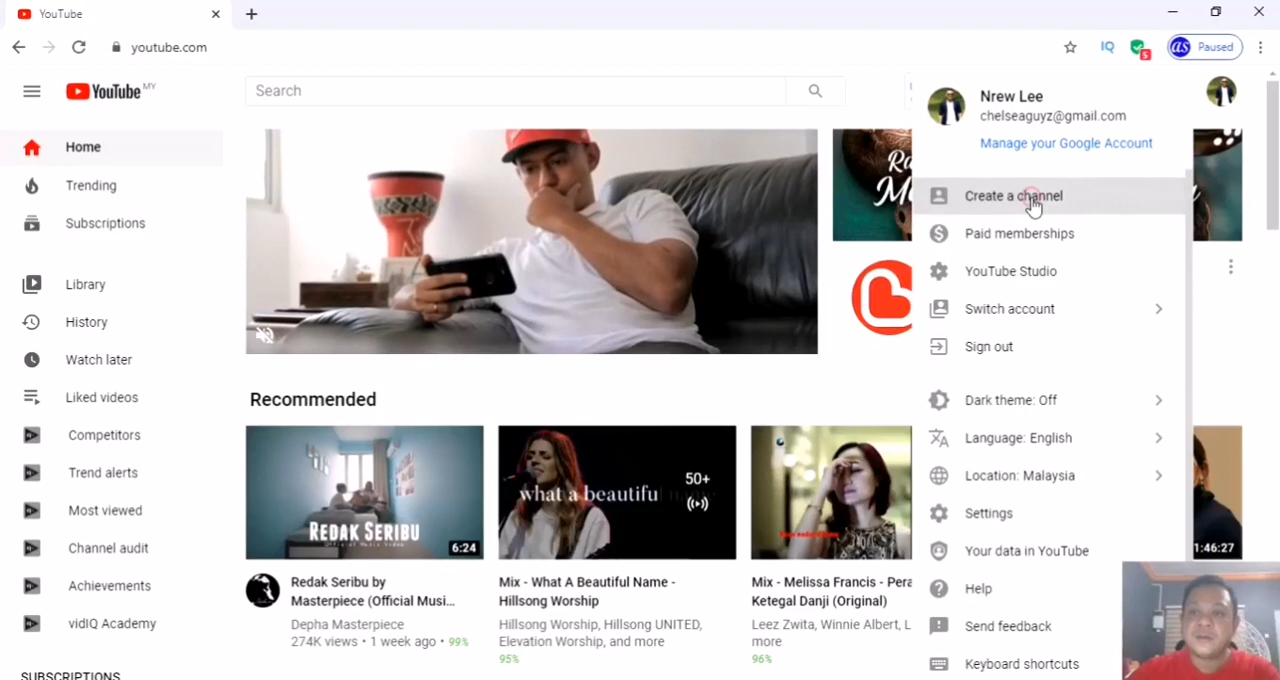 YouTube
youtube.com
IQ
5
as Paused
YouTube MY
Search
Home
Trending
Subscriptions
Library
History
Watch later
Liked videos
Competitors
Trend alerts
Most viewed
Channel audit
Achievements
vidIQ Academy
SUBSCRIPTIONS
Nrew Lee
chelseaguyz@gmail.com
Manage your Google Account
Create a channel
Paid memberships
YouTube Studio
Switch account
Sign out
Dark theme: Off
Language: English
Location: Malaysia
Settings
Your data in YouTube
Help
Send feedback
Keyboard shortcuts
Recommended
REDAK SERIBU
6:24
Redak Seribu by
Masterpiece (Official Musi...
Depha Masterpiece
274K views • 1 week ago • 99%
what a beautifu name
50+
Mix - What A Beautiful Name -
Hillsong Worship
Hillsong Worship, Hillsong UNITED,
Elevation Worship, and more
95%
Mix - Melissa Francis - Pera
Ketegal Danji (Original)
Leez Zwita, Winnie Albert, L
more
96%
1:46:27